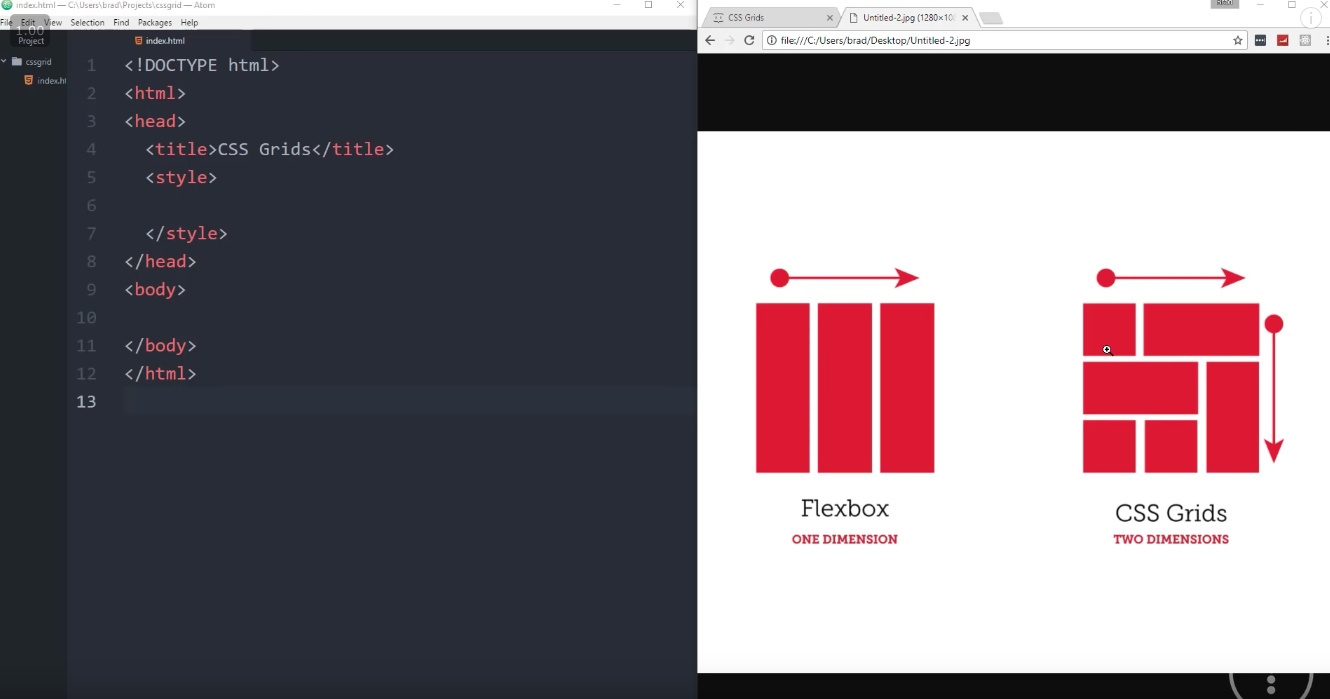 index.html — C:\Users\brad\Projects\cssgrid — Atom
File Edit View Selection Find Packages Help
1.00
Project
cssgrid
index.ht
index.html
1 <!DOCTYPE html>
2 <html>
3 <head>
4 <title>CSS Grids</title>
5 <style>
6
7 </style>
8 </head>
9 <body>
10
11 </body>
12 </html>
13
CSS Grids
Untitled-2.jpg (1280×10
file:///C:/Users/brad/Desktop/Untitled-2.jpg
Flexbox
ONE DIMENSION
CSS Grids
TWO DIMENSIONS